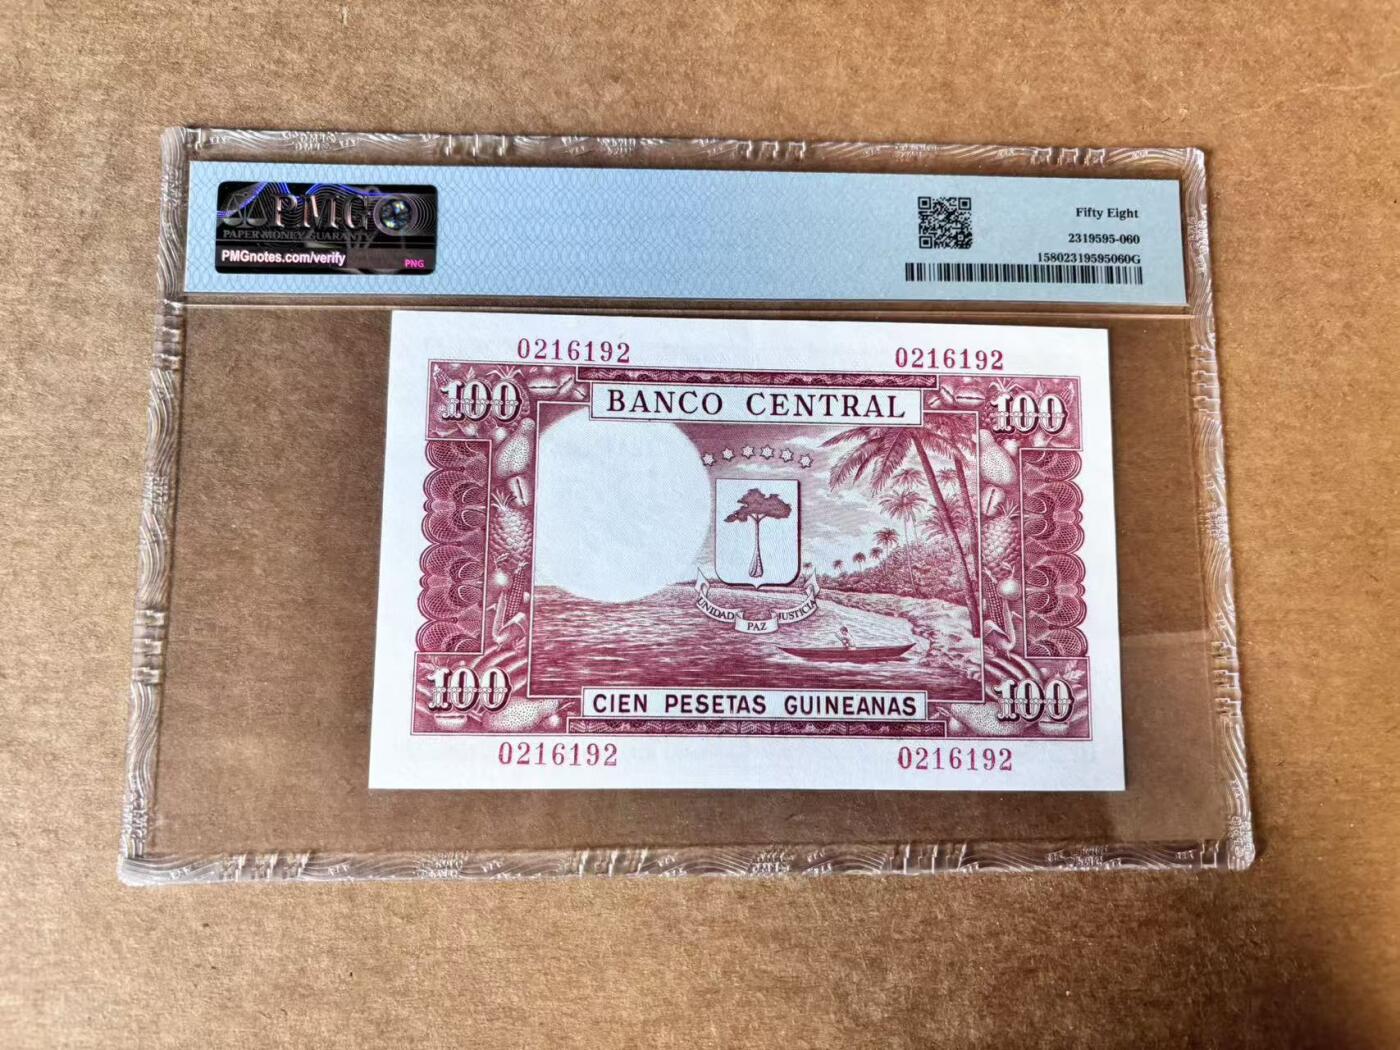 PMG
PAPER MONEY GUARANTY
PMGnotes.com/verify
PNG
Fifty Eight
2319595-060
15802319595060G
0216192 0216192
100 BANCO CENTRAL 100
UNIDAD PAZ JUSTICIA
100 CIEN PESETAS GUINEANAS 100
0216192 0216192